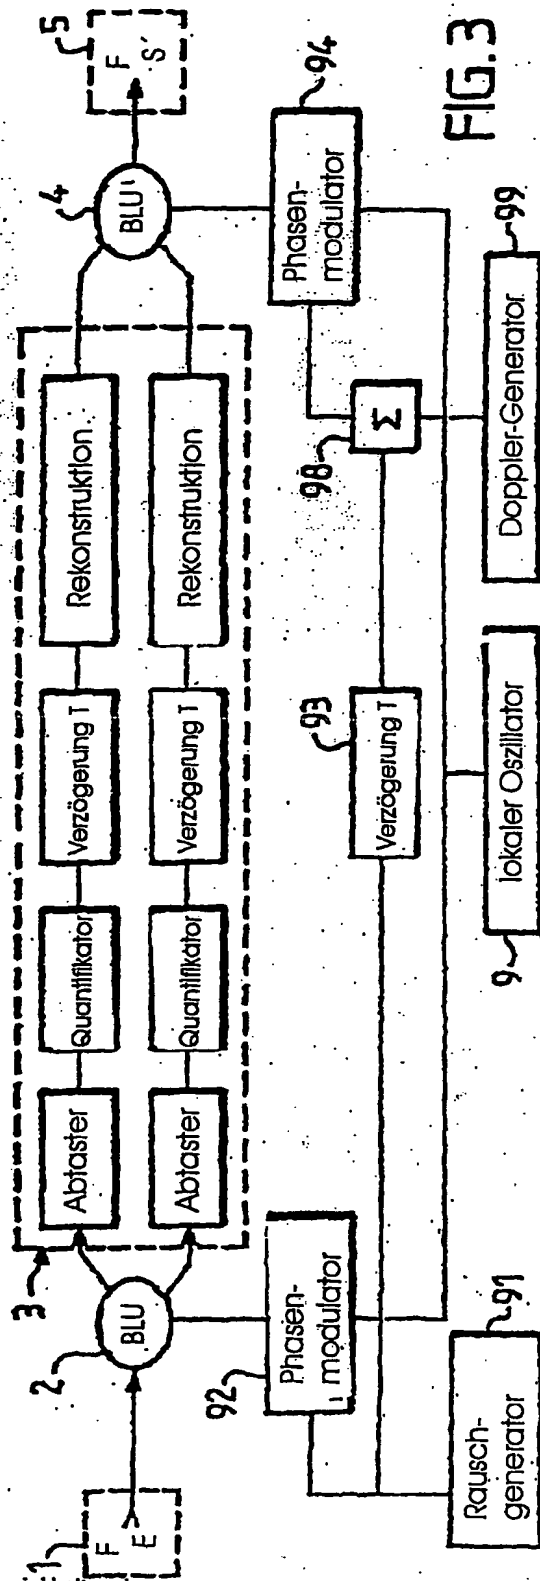 1
F
E
2
BLU
3
Abtaster
Quantifikator
Verzögerung T
Rekonstruktion
Abtaster
Quantifikator
Verzögerung T
Rekonstruktion
4
BLU'
5
F
S'
92
Phasen-
modulator
93
Verzögerung T
98
Σ
94
Phasen-
modulator
91
Rausch-
generator
9
lokaler Oszillator
99
Doppler-Generator
FIG.3